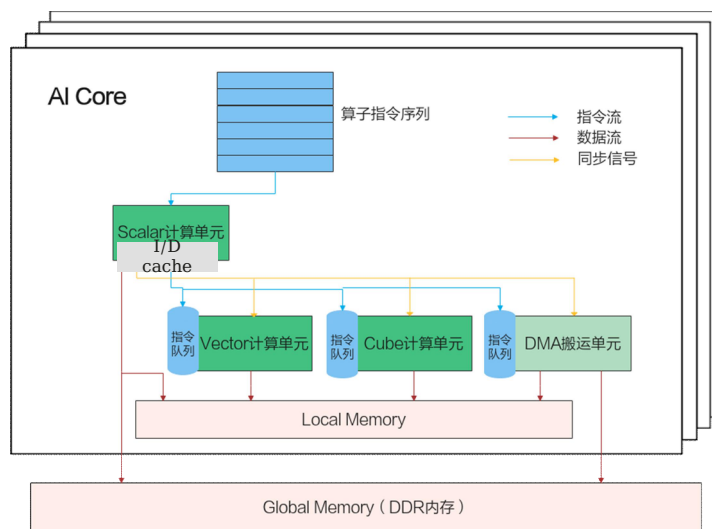 AI Core
算子指令序列
指令流
数据流
同步信号
Scalar计算单元
I/D
cache
指令
队列
Vector计算单元
指令
队列
Cube计算单元
指令
队列
DMA搬运单元
Local Memory
Global Memory（DDR内存）